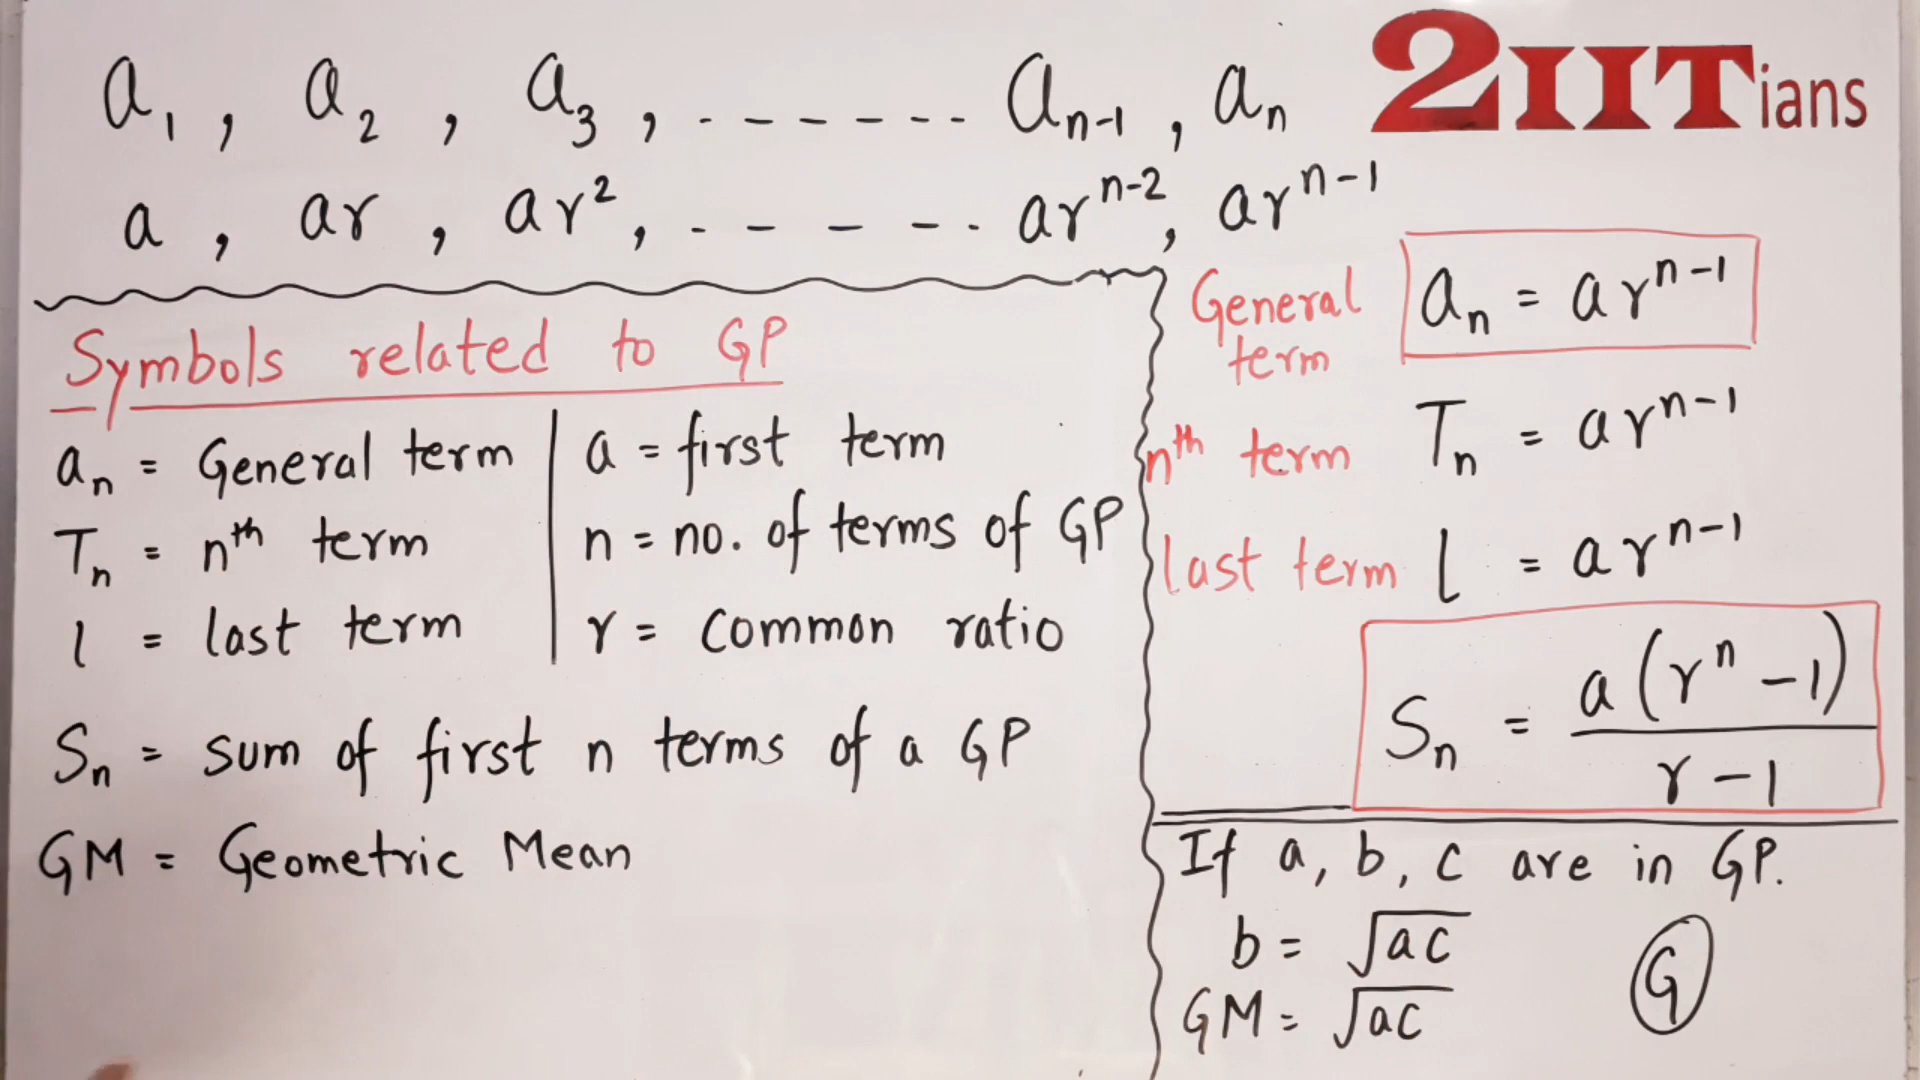 a₁ , a₂ , a₃ , ------- aₙ₋₁ , aₙ
2IITians
a , ar , ar² , ------ arⁿ⁻² , arⁿ⁻¹
Symbols related to GP
aₙ = General term
Tₙ = nᵗʰ term
l = last term
a = first term
n = no. of terms of GP
r = common ratio
Sₙ = sum of first n terms of a GP
GM = Geometric Mean
General term aₙ = arⁿ⁻¹
nᵗʰ term Tₙ = arⁿ⁻¹
last term l = arⁿ⁻¹
Sₙ = a(rⁿ - 1) / r - 1
If a, b, c are in GP.
b = √ac
GM = √ac
G